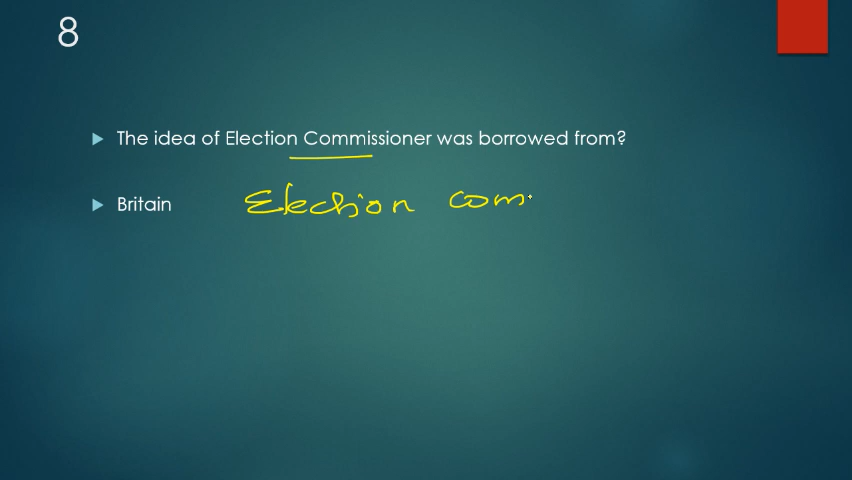 8
The idea of Election Commissioner was borrowed from?
Britain Election com